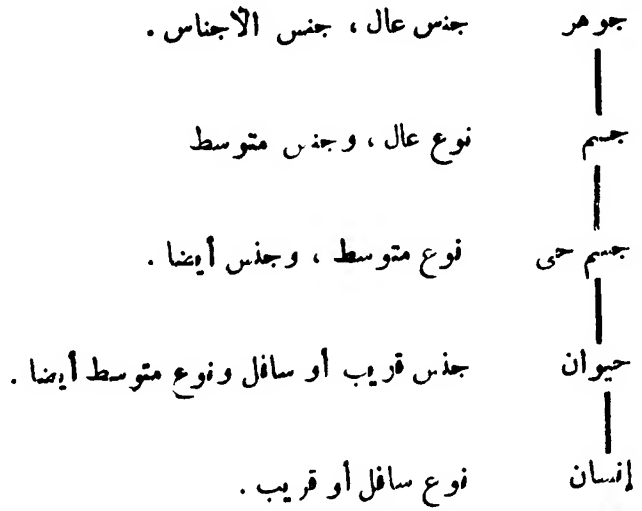 جوهر جنس عال، جنس الأجناس.
جسم نوع عال، وجنس متوسط
جسم حى نوع متوسط، وجنس أيضا.
حيوان جنس قريب أو سافل ونوع متوسط أيضا.
إنسان نوع سافل أو قريب.